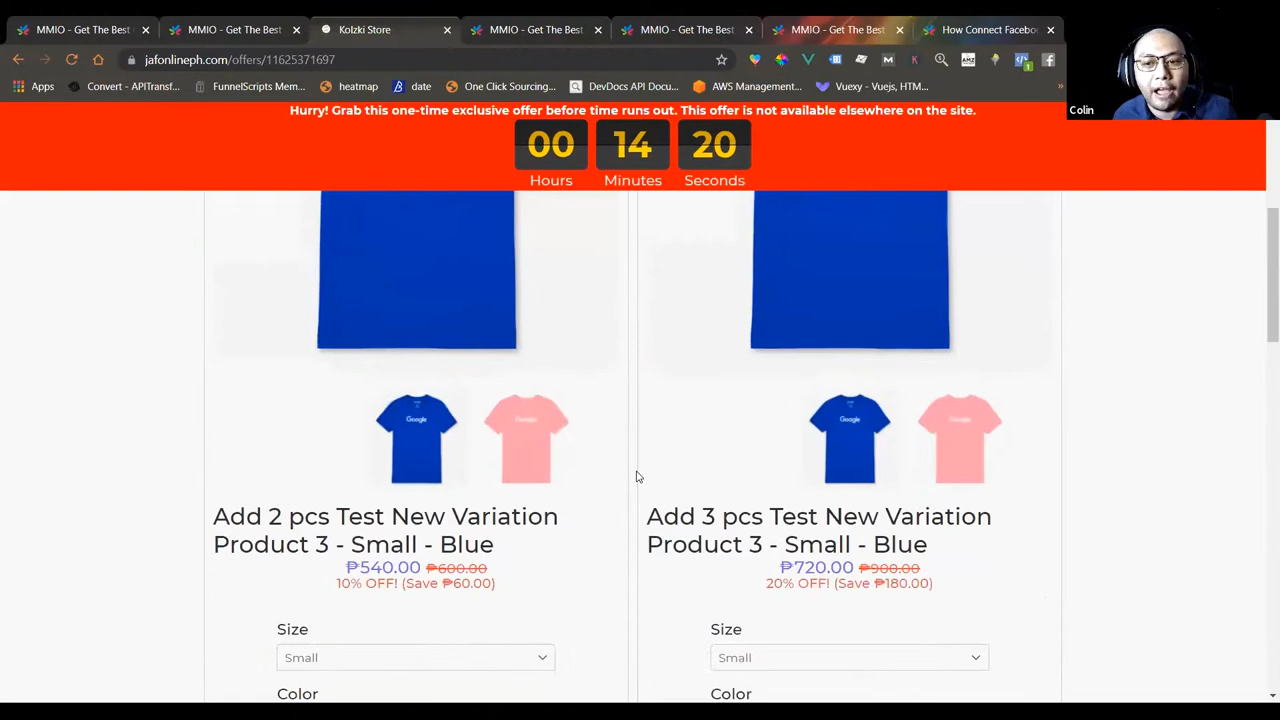 MMIO - Get The Best
MMIO - Get The Best
Kolzki Store
MMIO - Get The Best
MMIO - Get The Best
MMIO - Get The Best
How Connect Facebo
jafonlineph.com/offers/11625371697
Apps
Convert - APITransf...
FunnelScripts Mem...
heatmap
date
One Click Sourcing...
DevDocs API Docu...
AWS Management...
Vuexy - Vuejs, HTM...
Colin
Hurry! Grab this one-time exclusive offer before time runs out. This offer is not available elsewhere on the site.
00 14 20
Hours Minutes Seconds
Google
Google
Google
Google
Add 2 pcs Test New Variation
Product 3 - Small - Blue
₱540.00 ₱600.00
10% OFF! (Save ₱60.00)
Size
Small
Color
Add 3 pcs Test New Variation
Product 3 - Small - Blue
₱720.00 ₱900.00
20% OFF! (Save ₱180.00)
Size
Small
Color